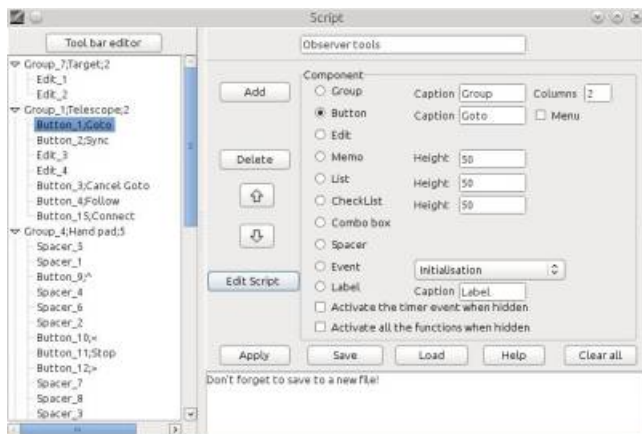 Script
Tool bar editor
Group_7;Target;2
Edit_1
Edit_2
Group_1;Telescope;2
Button_1;Goto
Button_2;Sync
Edit_3
Edit_4
Button_3;Cancel Goto
Button_4;Follow
Button_15;Connect
Group_4;Hand pad;5
Spacer_5
Spacer_1
Button_9;^
Spacer_4
Spacer_6
Spacer_2
Button_10;<
Button_11;Stop
Button_12;>
Spacer_7
Spacer_8
Spacer_3
Observer tools
Add
Delete
Edit Script
Component
Group Caption Group Columns 2
Button Caption Goto Menu
Edit
Memo Height 50
List Height 50
CheckList Height 50
Combo box
Spacer
Event Initialisation
Label Caption Label
Activate the timer event when hidden
Activate all the functions when hidden
Apply Save Load Help Clear all
Don't forget to save to a new file!